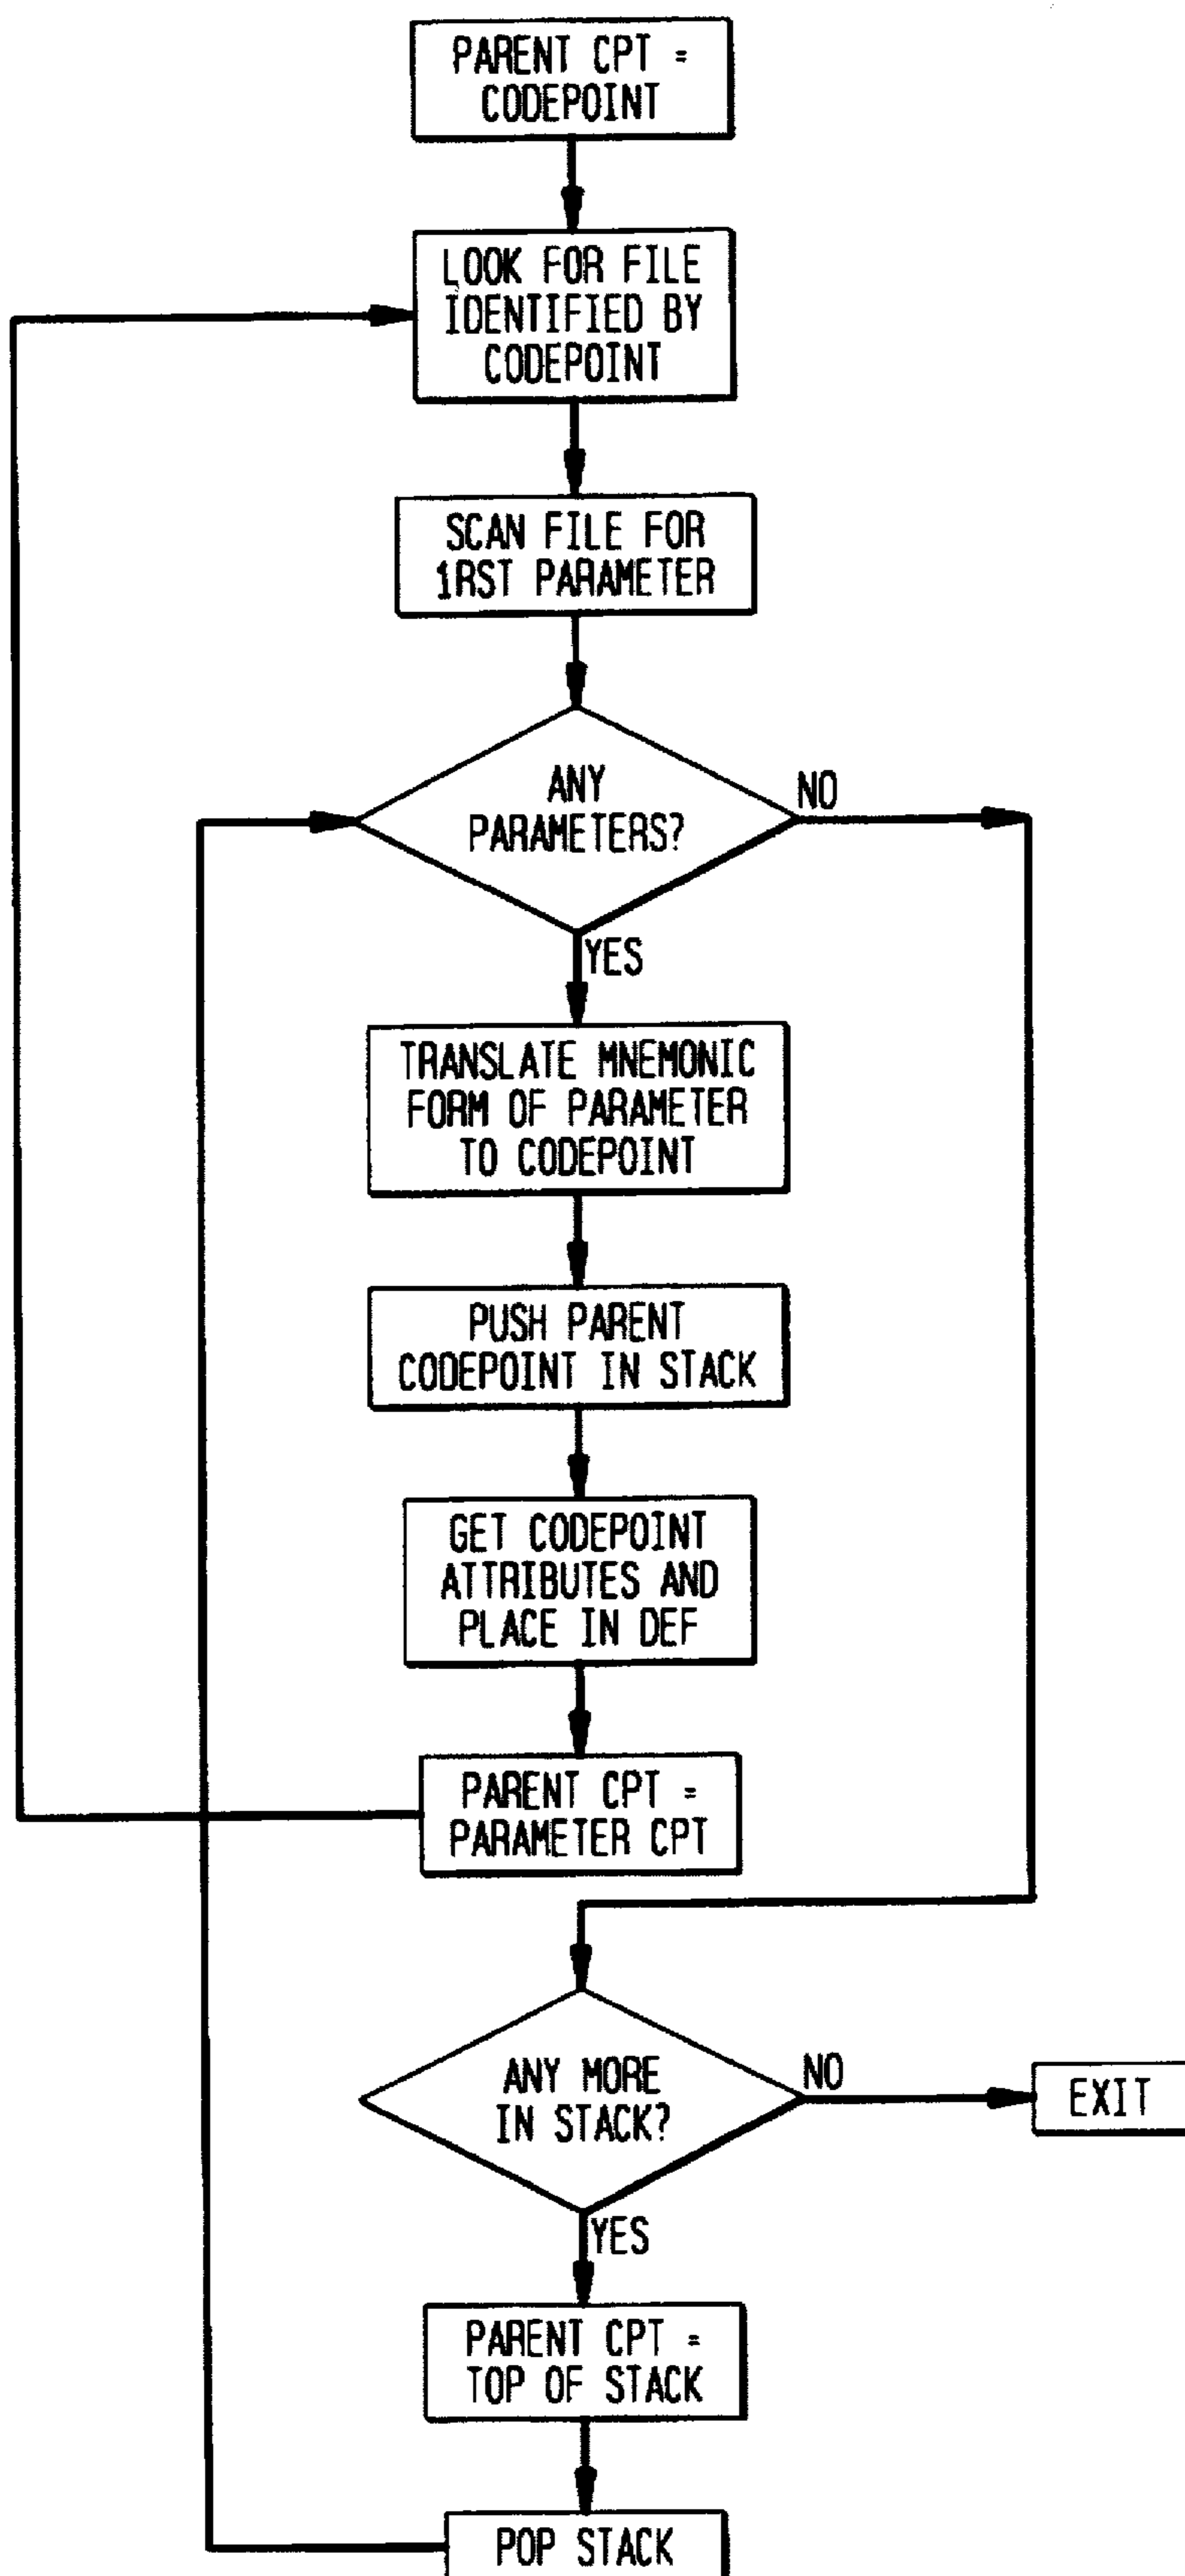 PARENT CPT =
CODEPOINT
LOOK FOR FILE
IDENTIFIED BY
CODEPOINT
SCAN FILE FOR
1RST PARAMETER
ANY
PARAMETERS?
NO
YES
TRANSLATE MNEMONIC
FORM OF PARAMETER
TO CODEPOINT
PUSH PARENT
CODEPOINT IN STACK
GET CODEPOINT
ATTRIBUTES AND
PLACE IN DEF
PARENT CPT =
PARAMETER CPT
ANY MORE
IN STACK?
NO
EXIT
YES
PARENT CPT =
TOP OF STACK
POP STACK